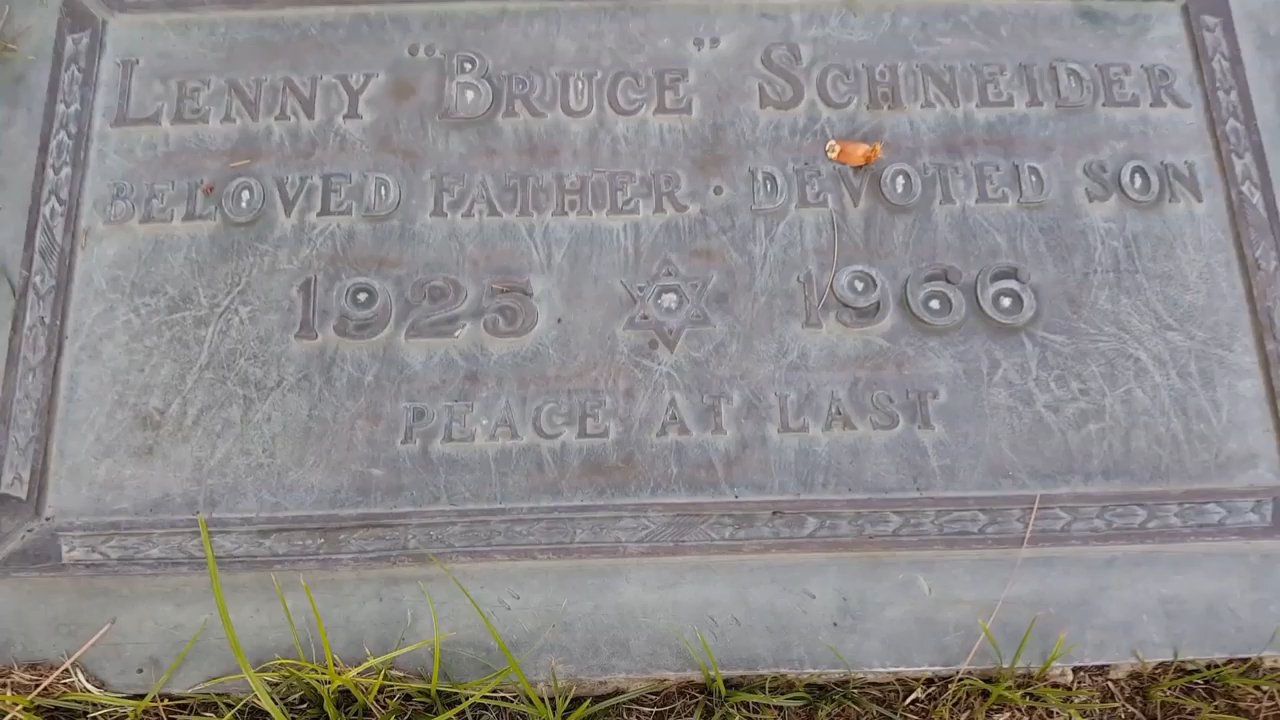 LENNY "BRUCE" SCHNEIDER
BELOVED FATHER · DEVOTED SON
1925 ✡ 1966
PEACE AT LAST